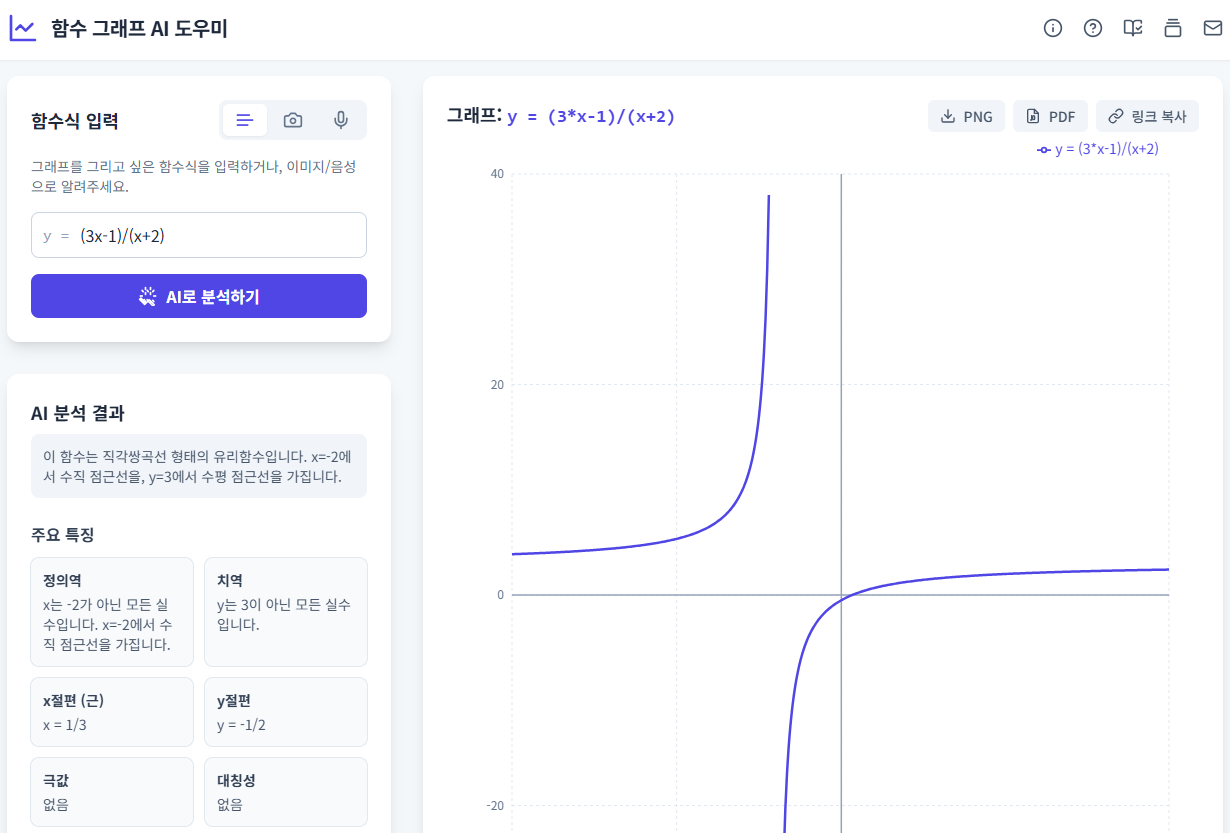 함수 그래프 AI 도우미
함수식 입력
그래프를 그리고 싶은 함수식을 입력하거나, 이미지/음성
으로 알려주세요.
y = (3x-1)/(x+2)
AI로 분석하기
AI 분석 결과
이 함수는 직각쌍곡선 형태의 유리함수입니다. x=-2에
서 수직 점근선을, y=3에서 수평 점근선을 가집니다.
주요 특징
정의역
x는 -2가 아닌 모든 실
수입니다. x=-2에서 수
직 점근선을 가집니다.
치역
y는 3이 아닌 모든 실수
입니다.
x절편 (근)
x = 1/3
y절편
y = -1/2
극값
없음
대칭성
없음
그래프: y = (3*x-1)/(x+2)
PNG
PDF
링크 복사
y = (3*x-1)/(x+2)
40
20
0
-20